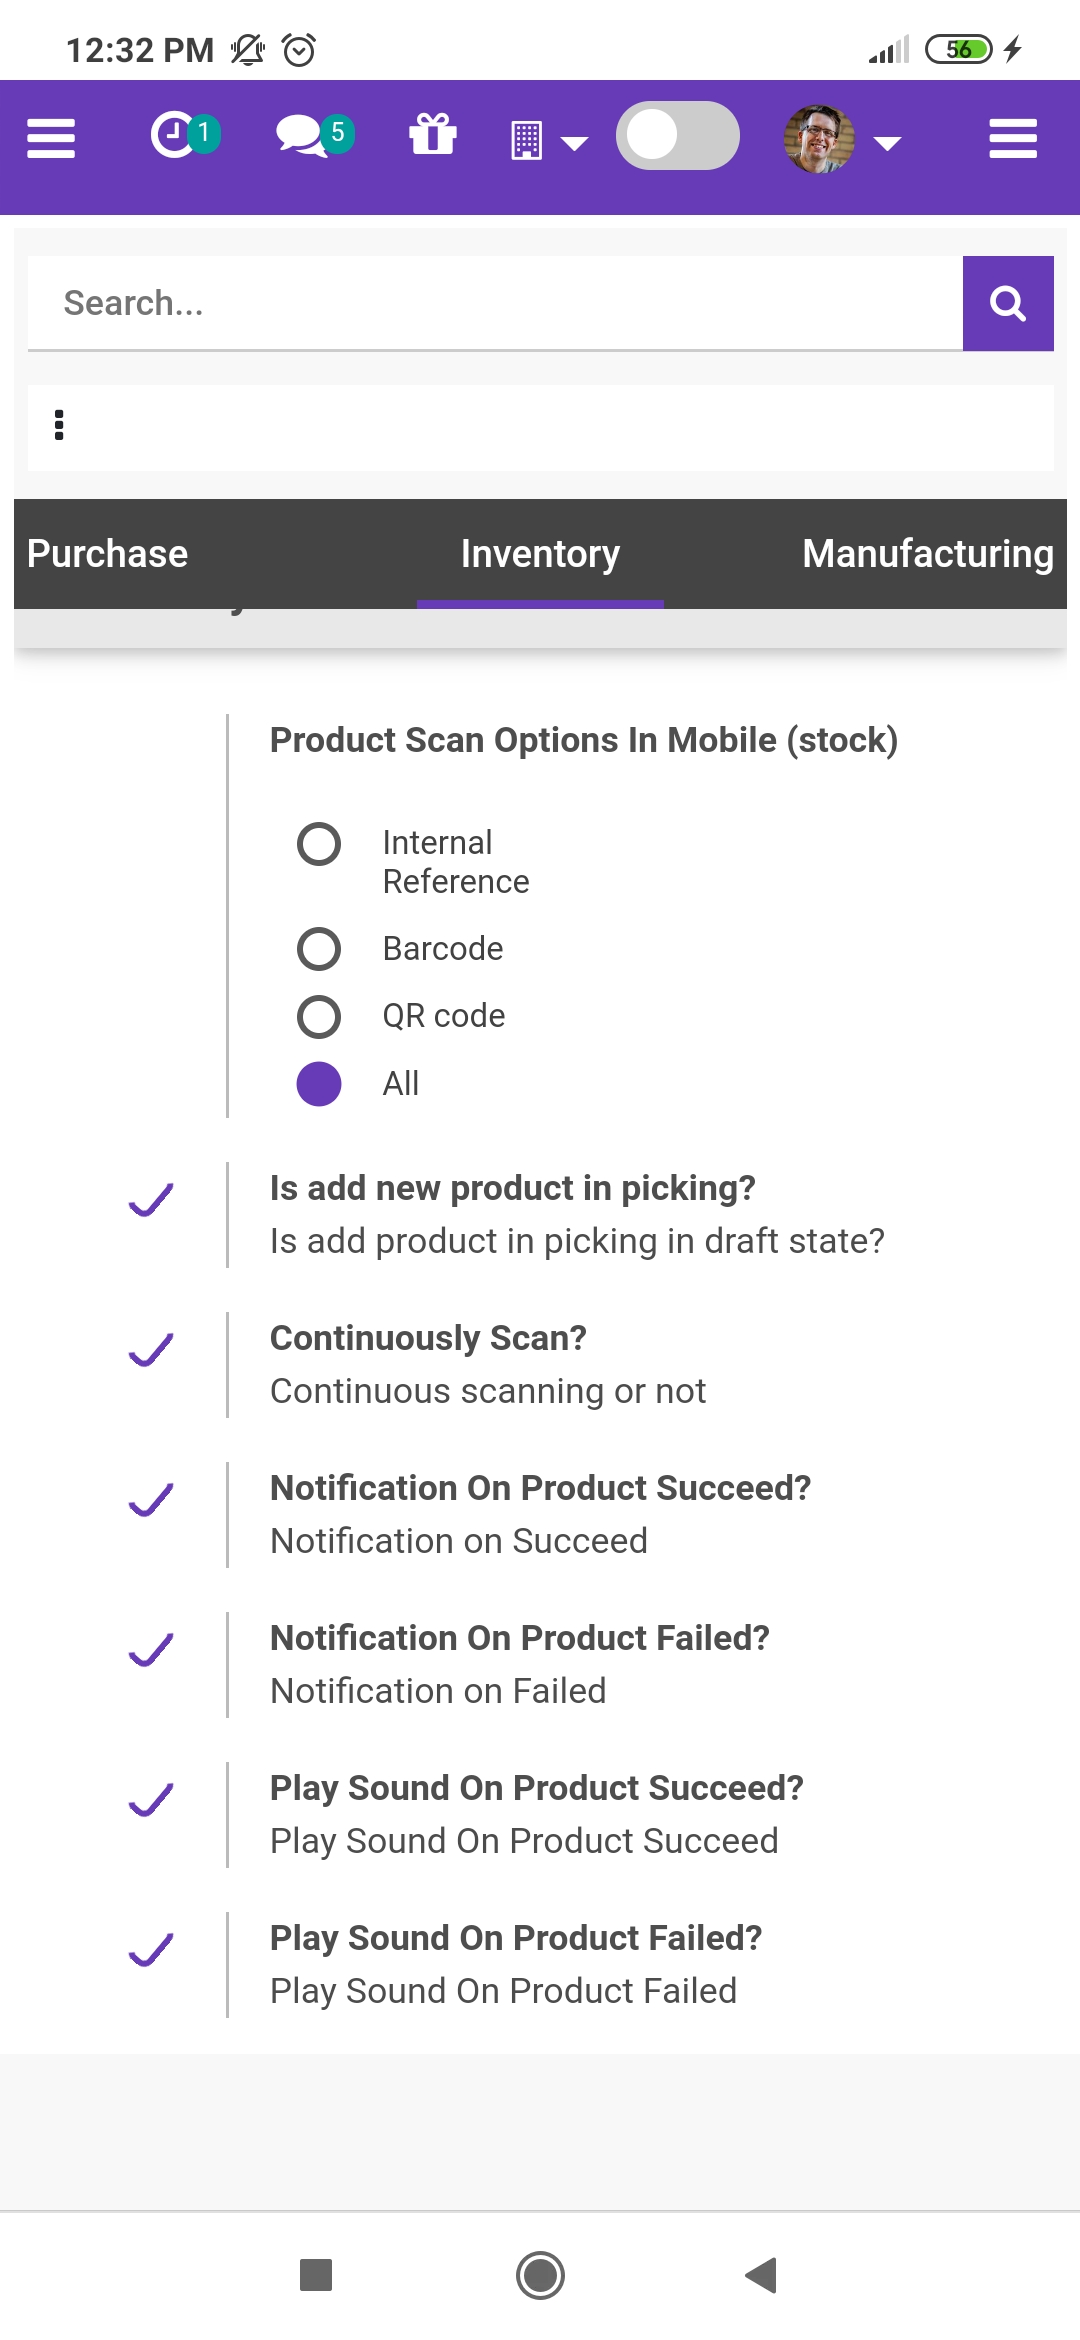 12:32 PM
56
1
5
Search...
Purchase
Inventory
Manufacturing
Product Scan Options In Mobile (stock)
Internal
Reference
Barcode
QR code
All
Is add new product in picking?
Is add product in picking in draft state?
Continuously Scan?
Continuous scanning or not
Notification On Product Succeed?
Notification on Succeed
Notification On Product Failed?
Notification on Failed
Play Sound On Product Succeed?
Play Sound On Product Succeed
Play Sound On Product Failed?
Play Sound On Product Failed